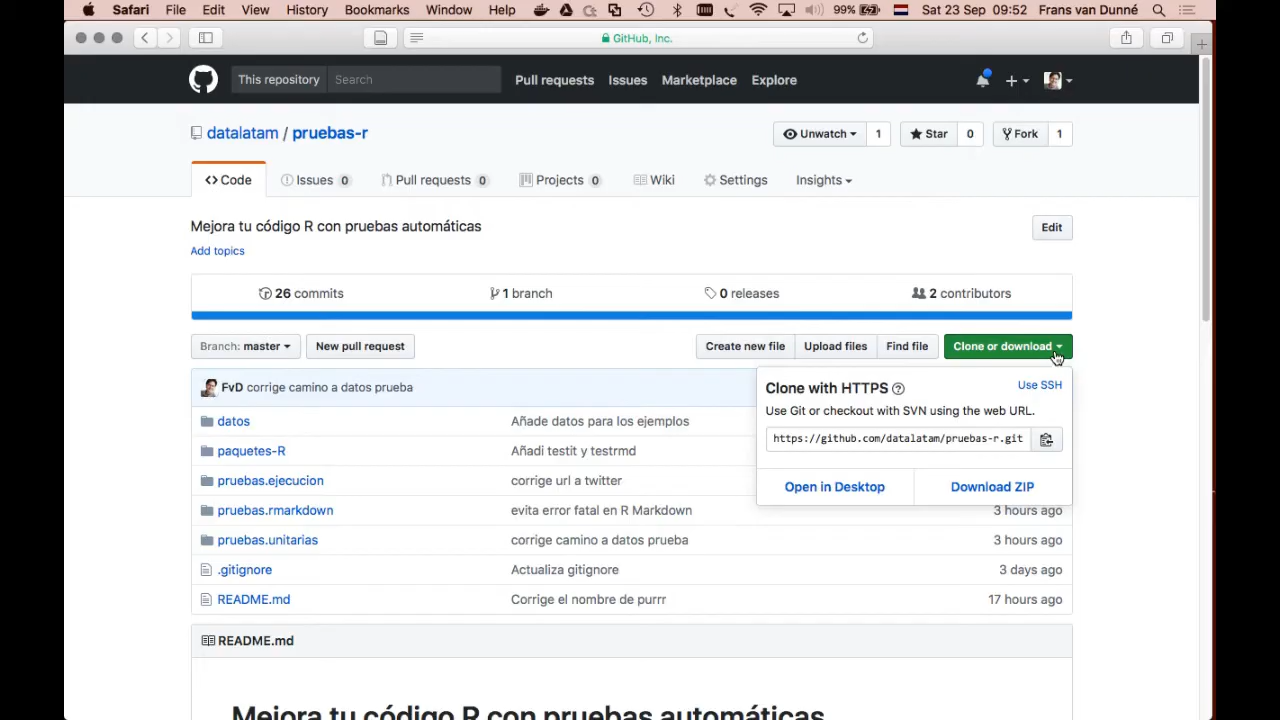 Safari File Edit View History Bookmarks Window Help 99% Sat 23 Sep 09:52 Frans van Dunné
GitHub, Inc.
This repository Search Pull requests Issues Marketplace Explore
datalatam / pruebas-r Unwatch 1 Star 0 Fork 1
Code Issues 0 Pull requests 0 Projects 0 Wiki Settings Insights
Mejora tu código R con pruebas automáticas Edit
Add topics
26 commits 1 branch 0 releases 2 contributors
Branch: master New pull request Create new file Upload files Find file Clone or download
FvD corrige camino a datos prueba
Clone with HTTPS Use SSH
Use Git or checkout with SVN using the web URL.
https://github.com/datalatam/pruebas-r.git
Open in Desktop Download ZIP
datos Añade datos para los ejemplos
paquetes-R Añadi testit y testrmd
pruebas.ejecucion corrige url a twitter
pruebas.rmarkdown evita error fatal en R Markdown 3 hours ago
pruebas.unitarias corrige camino a datos prueba 3 hours ago
.gitignore Actualiza gitignore 3 days ago
README.md Corrige el nombre de purrr 17 hours ago
README.md
Mejora tu código R con pruebas automáticas